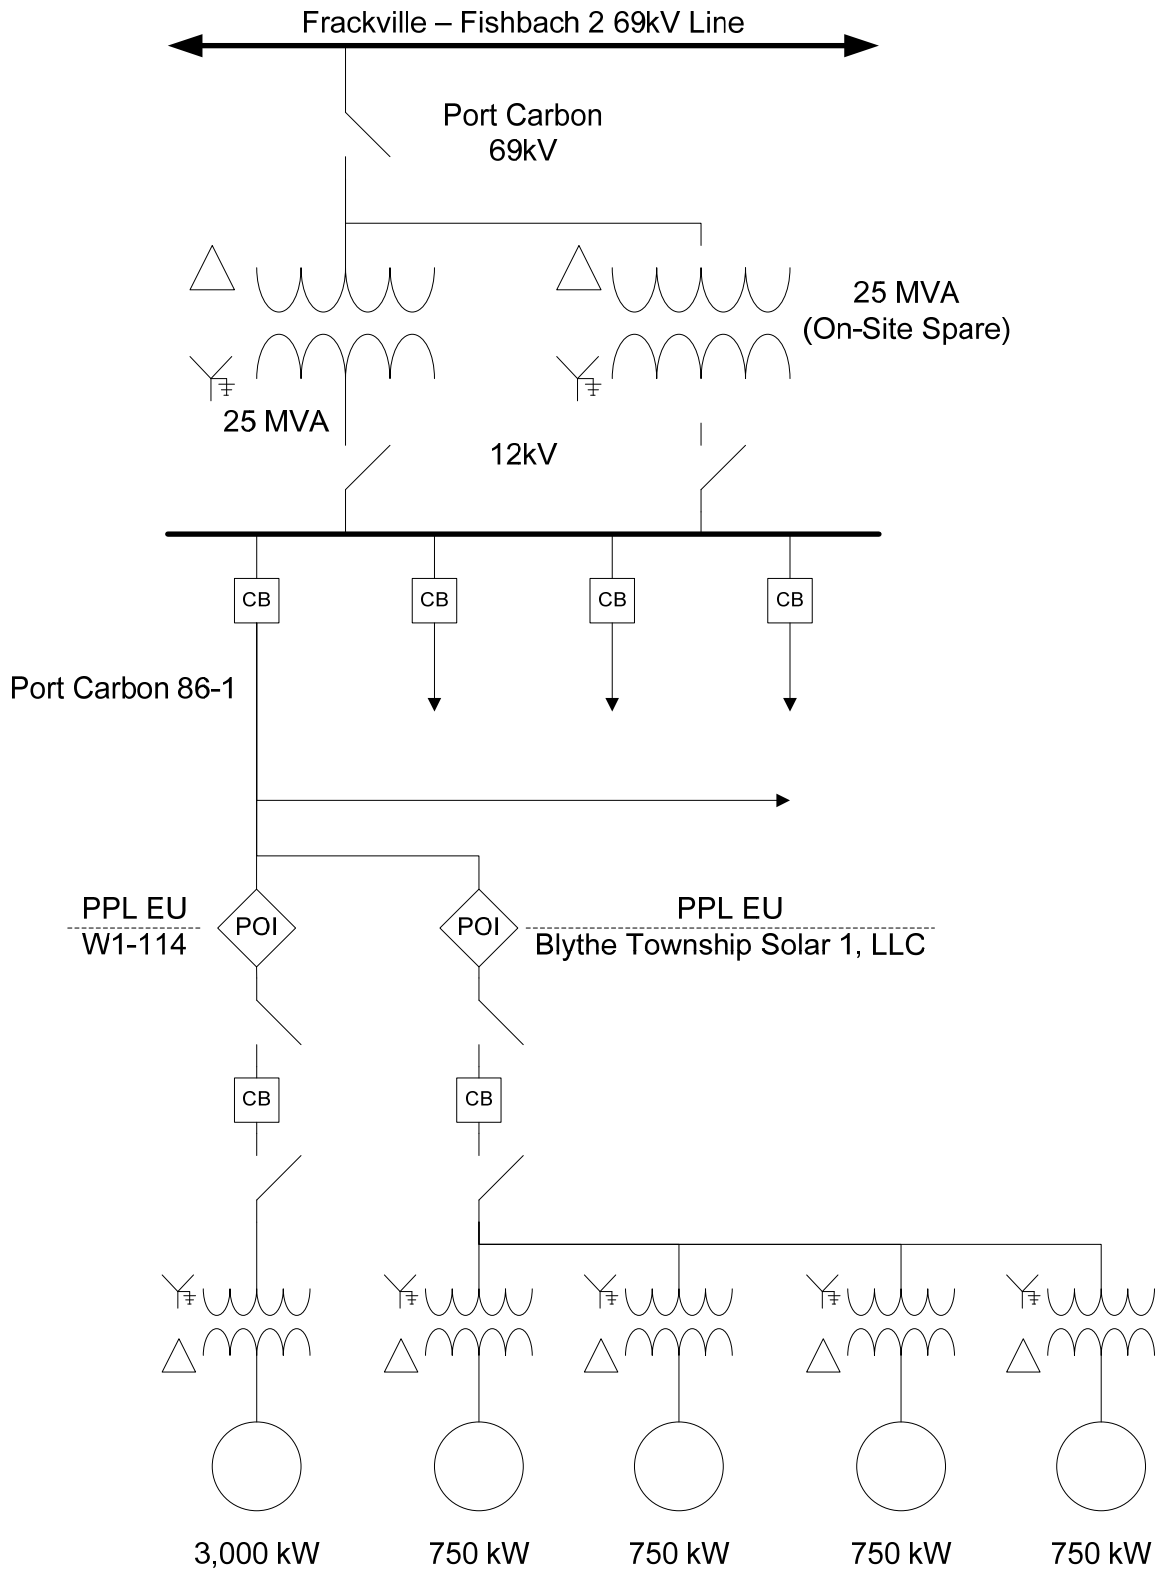 Frackville – Fishbach 2 69kV Line
Port Carbon
69kV
25 MVA
(On-Site Spare)
25 MVA
12kV
CB
CB
CB
CB
Port Carbon 86-1
PPL EU
POI
W1-114
POI
PPL EU
Blythe Township Solar 1, LLC
CB
CB
3,000 kW
750 kW
750 kW
750 kW
750 kW